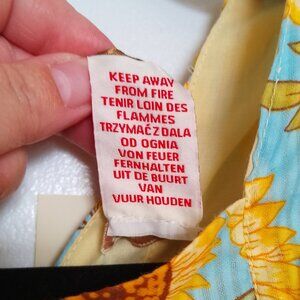 KEEP AWAY
FROM FIRE
TENIR LOIN DES
FLAMMES
TRZYMAĆ Z DALA
OD OGNIA
VON FEUER
FERNHALTEN
UIT DE BUURT
VAN
VUUR HOUDEN